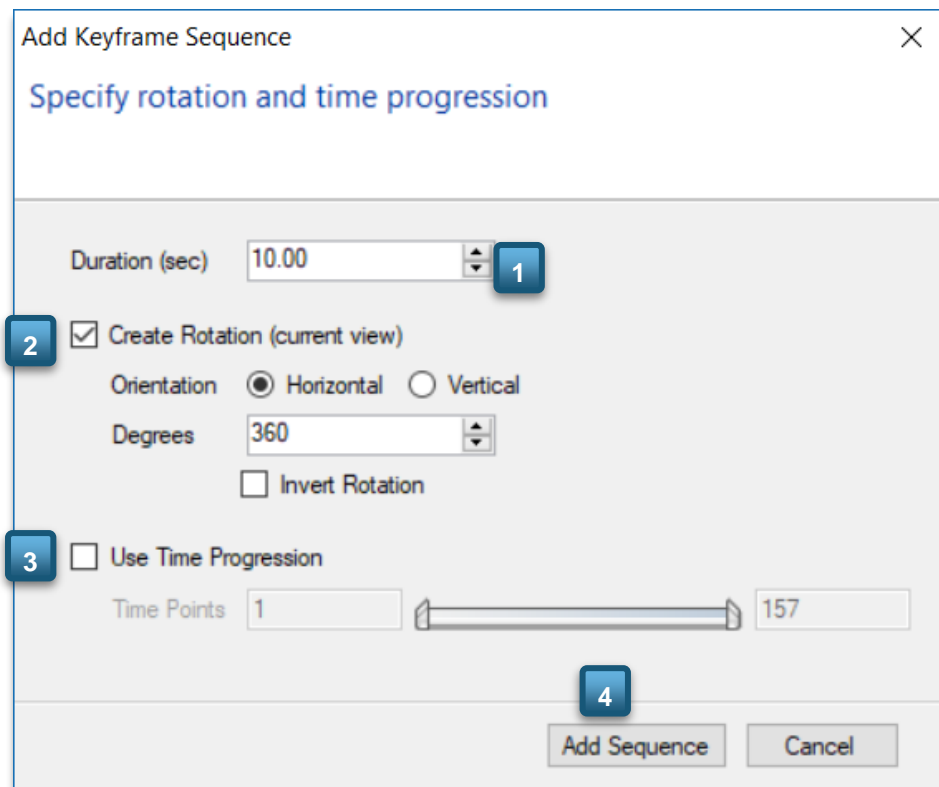 Add Keyframe Sequence
Specify rotation and time progression
Duration (sec) 10.00 1
2 Create Rotation (current view)
Orientation Horizontal Vertical
Degrees 360
Invert Rotation
3 Use Time Progression
Time Points 1 157
4
Add Sequence Cancel